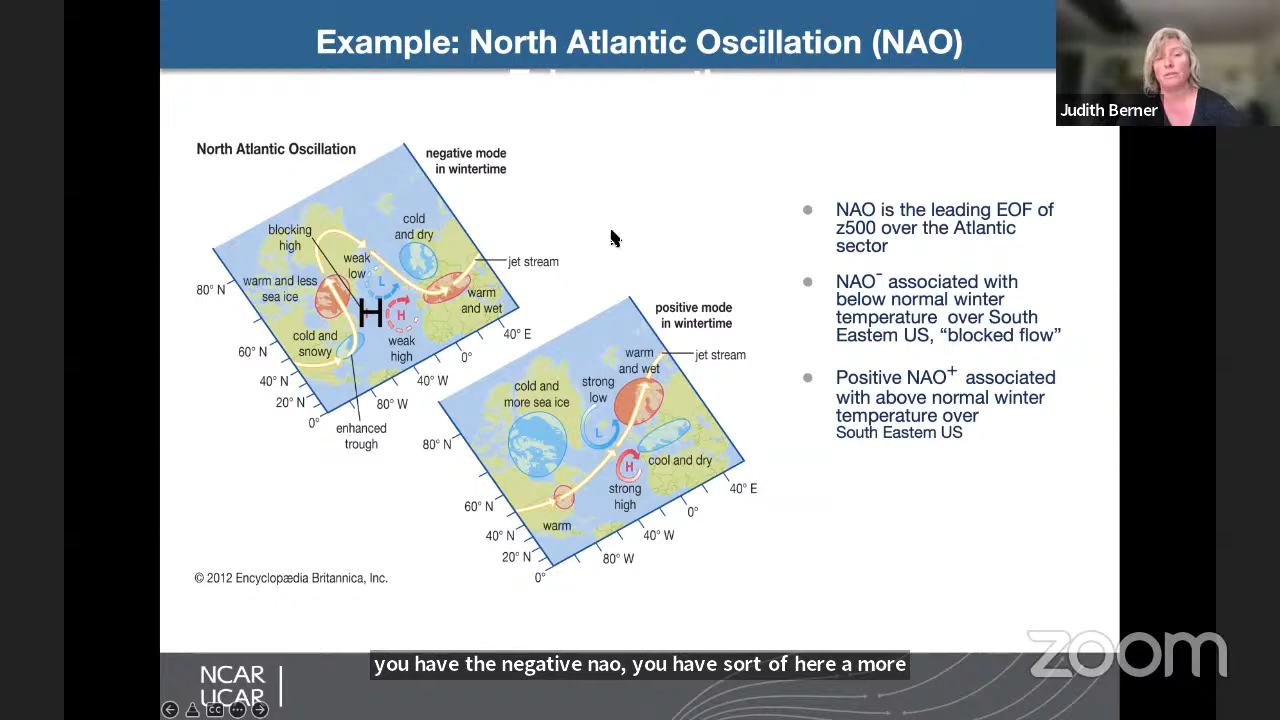 Example: North Atlantic Oscillation (NAO)
Judith Berner
North Atlantic Oscillation
negative mode
in wintertime
blocking
high
cold
and dry
weak
low
jet stream
warm and less
sea ice
L
H
H
warm
and wet
cold and
snowy
weak
high
80° N
60° N
40° N
20° N
0°
80° W
40° W
0°
40° E
enhanced
trough
positive mode
in wintertime
warm
and wet
jet stream
strong
low
cold and
more sea ice
L
H
cool and dry
strong
high
warm
80° N
60° N
40° N
20° N
0°
80° W
40° W
0°
40° E
© 2012 Encyclopædia Britannica, Inc.
NAO is the leading EOF of
z500 over the Atlantic
sector
NAO⁻ associated with
below normal winter
temperature over South
Eastern US, “blocked flow”
Positive NAO⁺ associated
with above normal winter
temperature over
South Eastern US
you have the negative nao, you have sort of here a more
NCAR
UCAR
CC
zoom